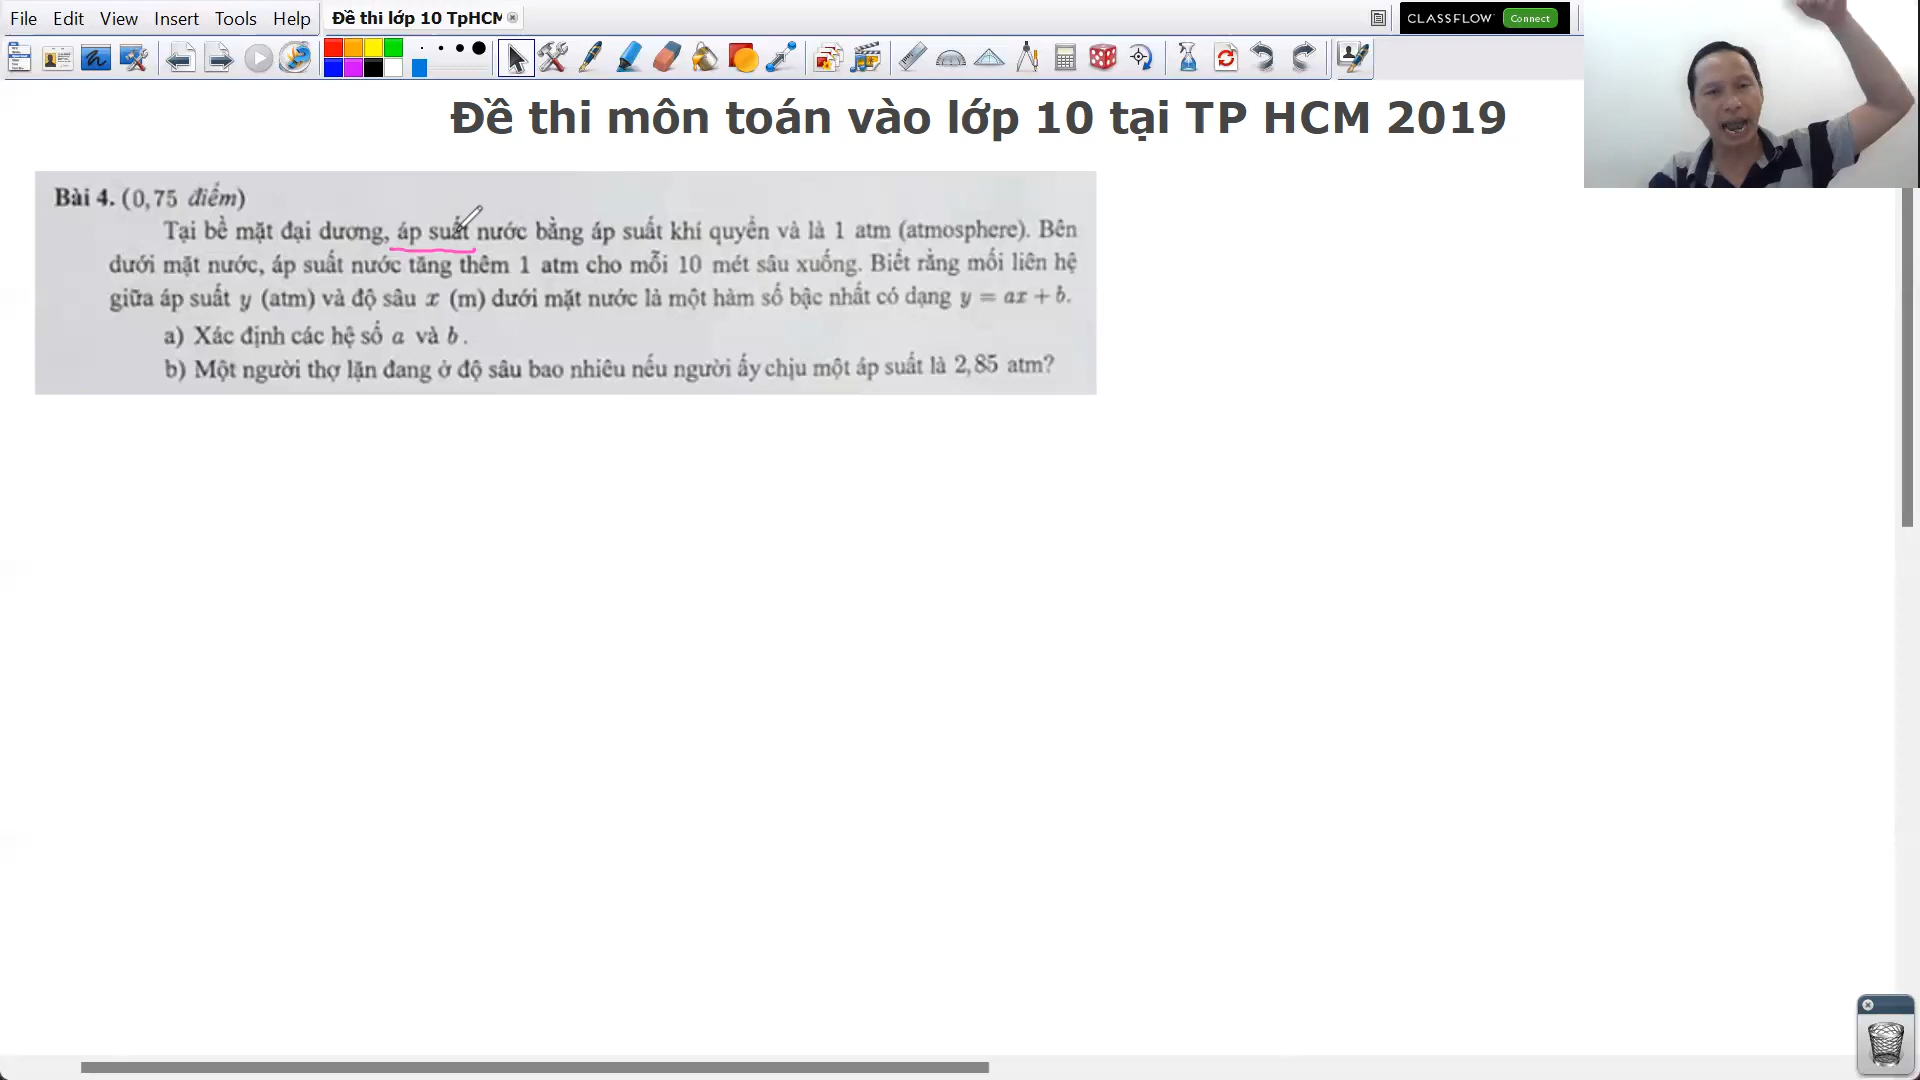 File Edit View Insert Tools Help
Đề thi lớp 10 TpHCM
CLASSFLOW Connect
Đề thi môn toán vào lớp 10 tại TP HCM 2019
Bài 4. (0,75 điểm)
Tại bề mặt đại dương, áp suất nước bằng áp suất khí quyển và là 1 atm (atmosphere). Bên
dưới mặt nước, áp suất nước tăng thêm 1 atm cho mỗi 10 mét sâu xuống. Biết rằng mối liên hệ
giữa áp suất y (atm) và độ sâu x (m) dưới mặt nước là một hàm số bậc nhất có dạng y = ax + b.
a) Xác định các hệ số a và b.
b) Một người thợ lặn đang ở độ sâu bao nhiêu nếu người ấy chịu một áp suất là 2,85 atm?